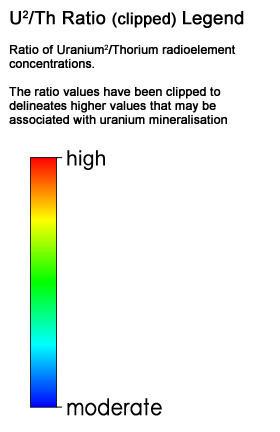 U²/Th Ratio (clipped) Legend
Ratio of Uranium²/Thorium radioelement
concentrations.
The ratio values have been clipped to
delineates higher values that may be
associated with uranium mineralisation
high
moderate